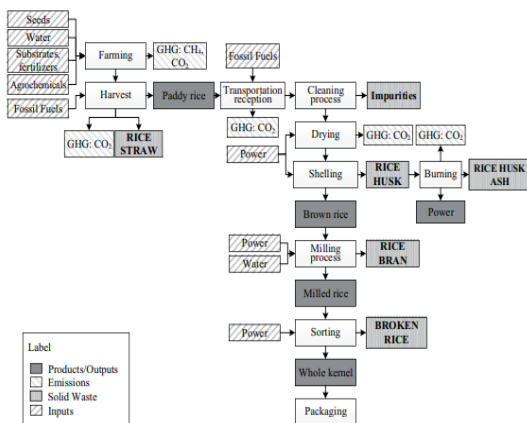 Seeds
Water
Substrates,
fertilizers
Agrochemicals
Fossil Fuels
Farming
GHG: CH₄,
CO₂
Harvest
Paddy rice
GHG: CO₂
RICE
STRAW
Fossil Fuels
Transportation
reception
GHG: CO₂
Cleaning
process
Impurities
Power
Drying
GHG: CO₂
GHG: CO₂
Shelling
RICE
HUSK
Burning
RICE HUSK
ASH
Power
Brown rice
Power
Water
Milling
process
RICE
BRAN
Milled rice
Power
Sorting
BROKEN
RICE
Whole kernel
Packaging
Label
Products/Outputs
Emissions
Solid Waste
Inputs